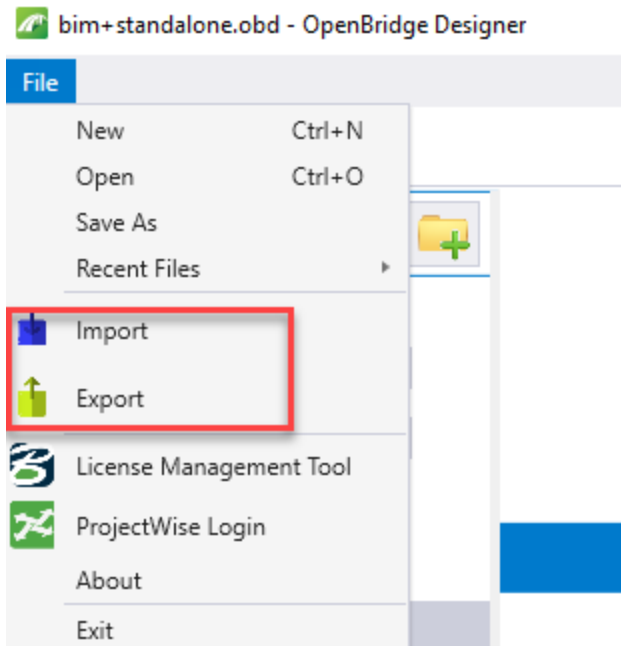 bim+standalone.obd - OpenBridge Designer
File
New Ctrl+N
Open Ctrl+O
Save As
Recent Files
Import
Export
License Management Tool
ProjectWise Login
About
Exit